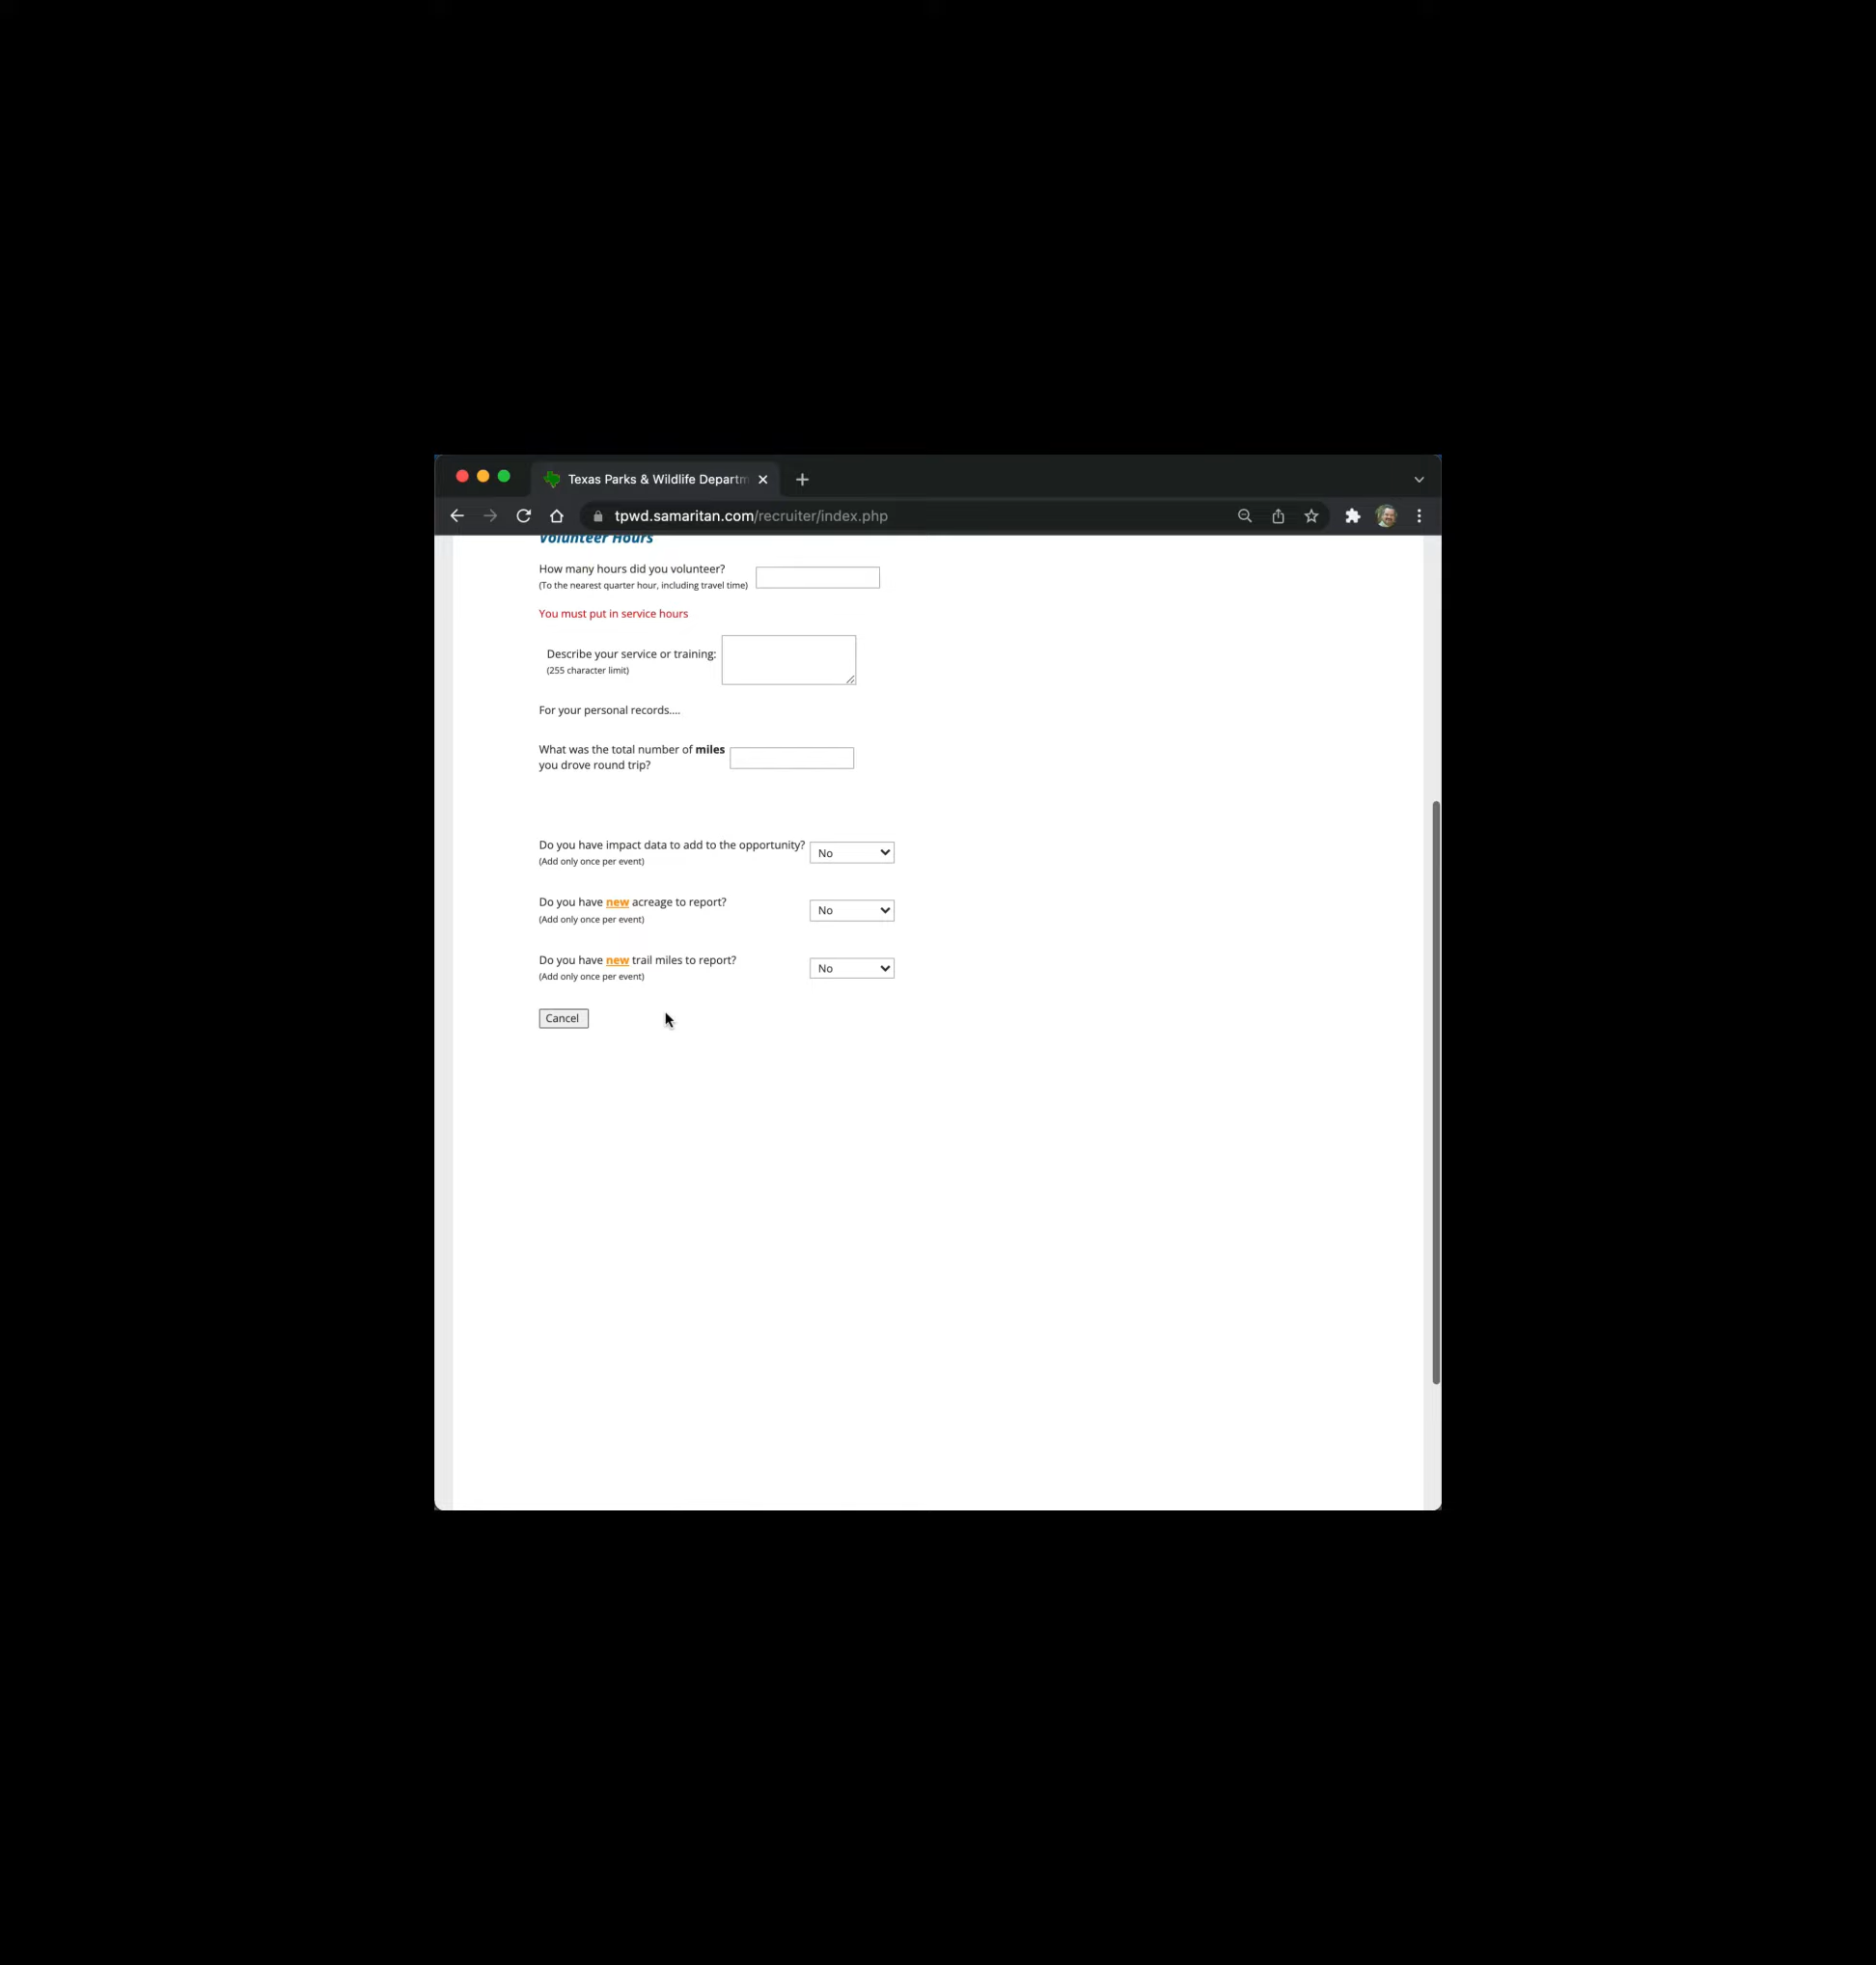 Texas Parks & Wildlife Departm
tpwd.samaritan.com/recruiter/index.php
Volunteer Hours
How many hours did you volunteer?
(To the nearest quarter hour, including travel time)
You must put in service hours
Describe your service or training:
(255 character limit)
For your personal records....
What was the total number of miles
you drove round trip?
Do you have impact data to add to the opportunity?
No
(Add only once per event)
Do you have new acreage to report?
No
(Add only once per event)
Do you have new trail miles to report?
No
(Add only once per event)
Cancel